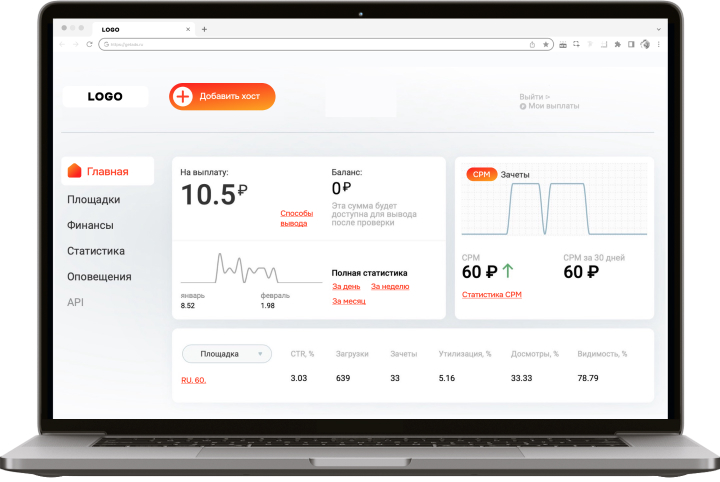 LOGO
LOGO
Добавить хост
Выйти >
Мои выплаты
Главная
Площадки
Финансы
Статистика
Оповещения
API
На выплату:
10.5 ₽
Способы
вывода
Баланс:
0 ₽
Эта сумма будет
доступна для вывода
после проверки
январь
8.52
февраль
1.98
Полная статистика
За день За неделю
За месяц
CPM Зачеты
CPM
60 ₽
CPM за 30 дней
60 ₽
Статистика CPM
Площадка CTR, % Загрузки Зачеты Утилизация, % Досмотры, % Видимость, %
RU. 60. 3.03 639 33 5.16 33.33 78.79